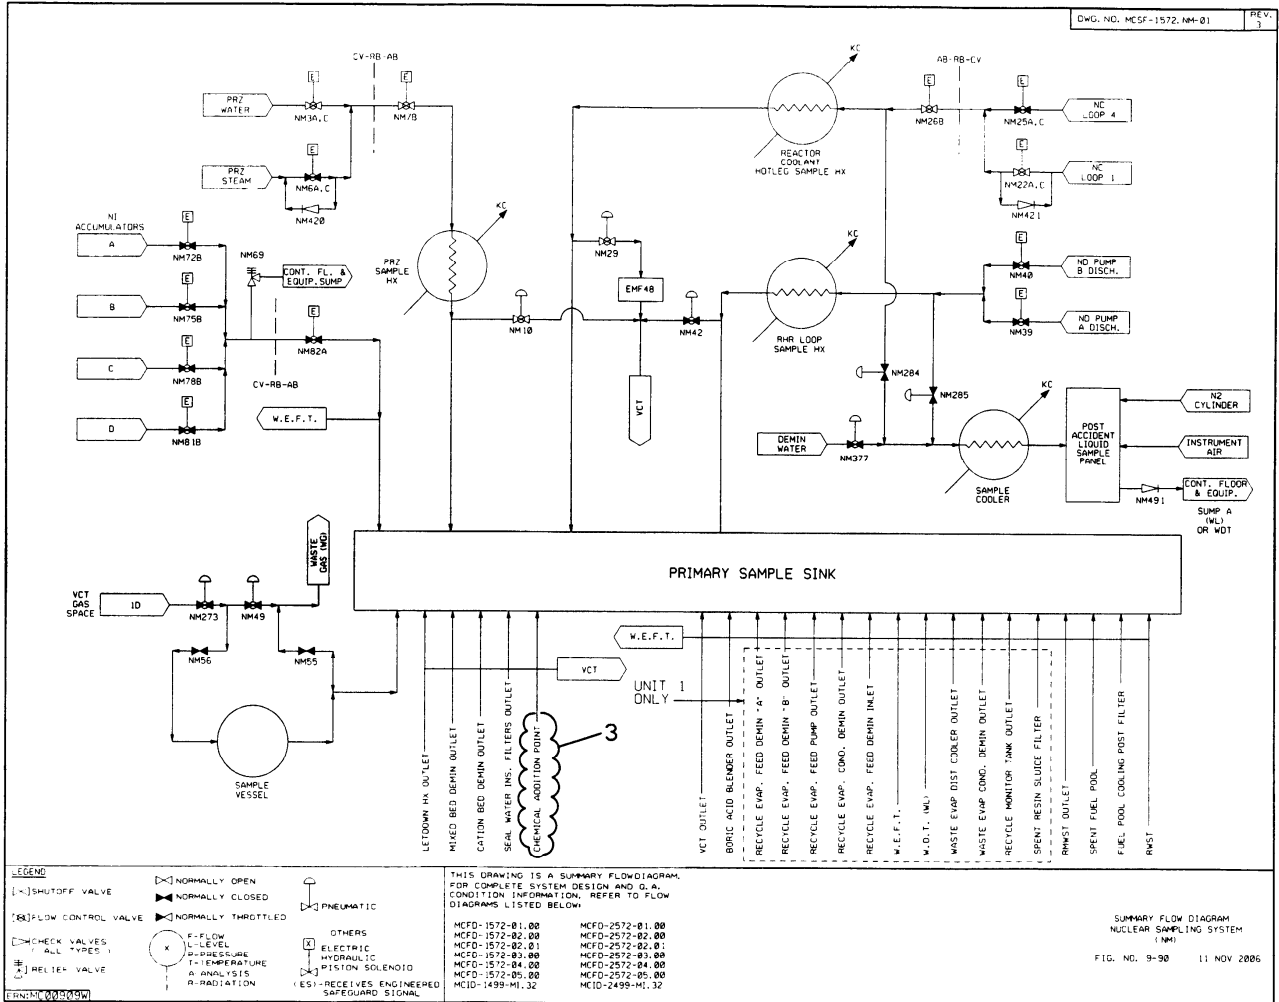 DWG. NO. MCSF-1572.NM-01
REV.
3
CV-RB-AB
KC
AB-RB-CV
E
E
E
E
PRZ
WATER
NM3A,C
NM7B
NM26B
NM25A,C
NC
LOOP 4
REACTOR
COOLANT
HOTLEG SAMPLE HX
E
E
PRZ
STEAM
NM6A,C
NM420
NM22A,C
NC
LOOP 1
NM421
NI
ACCUMULATORS
E
A
NM72B
NM69
CONT. FL. &
EQUIP. SUMP
KC
PRZ
SAMPLE
HX
NM29
KC
E
NM40
ND PUMP
B DISCH.
E
B
NM75B
E
NM82A
EMF48
NM10
NM42
RHR LOOP
SAMPLE HX
E
NM39
ND PUMP
A DISCH.
E
C
NM78B
CV-RB-AB
E
D
NM81B
W.E.F.T.
VCT
NM284
NM285
KC
DEMIN
WATER
NM377
SAMPLE
COOLER
POST
ACCIDENT
LIQUID
SAMPLE
PANEL
N2
CYLINDER
INSTRUMENT
AIR
NM491
CONT. FLOOR
& EQUIP.
SUMP A
(WL)
OR WDT
WASTE
GAS (WG)
PRIMARY SAMPLE SINK
VCT
GAS
SPACE
1D
NM273
NM49
NM56
NM55
SAMPLE
VESSEL
W.E.F.T.
VCT
UNIT 1
ONLY
3
LETDOWN HX OUTLET
MIXED BED DEMIN OUTLET
CATION BED DEMIN OUTLET
SEAL WATER INS. FILTERS OUTLET
CHEMICAL ADDITION POINT
VCT OUTLET
BORIC ACID BLENDER OUTLET
RECYCLE EVAP. FEED DEMIN "A" OUTLET
RECYCLE EVAP. FEED DEMIN "B" OUTLET
RECYCLE EVAP. FEED PUMP OUTLET
RECYCLE EVAP. COND. DEMIN OUTLET
RECYCLE EVAP. FEED DEMIN INLET
W.E.F.T.
W.D.T. (WL)
WASTE EVAP DIST COOLER OUTLET
WASTE EVAP COND. DEMIN OUTLET
RECYCLE MONITOR TANK OUTLET
SPENT RESIN SLUICE FILTER
RMWST OUTLET
SPENT FUEL POOL
FUEL POOL COOLING POST FILTER
RWST
LEGEND
SHUTOFF VALVE
FLOW CONTROL VALVE
CHECK VALVES
( ALL TYPES )
RELIEF VALVE
NORMALLY OPEN
NORMALLY CLOSED
NORMALLY THROTTLED
X
F-FLOW
L-LEVEL
P-PRESSURE
T-TEMPERATURE
A ANALYSIS
R-RADIATION
PNEUMATIC
OTHERS
X
ELECTRIC
HYDRAULIC
PISTON SOLENOID
(ES)-RECEIVES ENGINEERED
SAFEGUARD SIGNAL
ERN:MC00909W
THIS DRAWING IS A SUMMARY FLOWDIAGRAM.
FOR COMPLETE SYSTEM DESIGN AND Q.A.
CONDITION INFORMATION, REFER TO FLOW
DIAGRAMS LISTED BELOW:
MCFD-1572-01.00 MCFD-2572-01.00
MCFD-1572-02.00 MCFD-2572-02.00
MCFD-1572-02.01 MCFD-2572-02.01
MCFD-1572-03.00 MCFD-2572-03.00
MCFD-1572-04.00 MCFD-2572-04.00
MCFD-1572-05.00 MCFD-2572-05.00
MCID-1499-MI.32 MCID-2499-MI.32
SUMMARY FLOW DIAGRAM
NUCLEAR SAMPLING SYSTEM
(NM)
FIG. NO. 9-90 11 NOV 2006